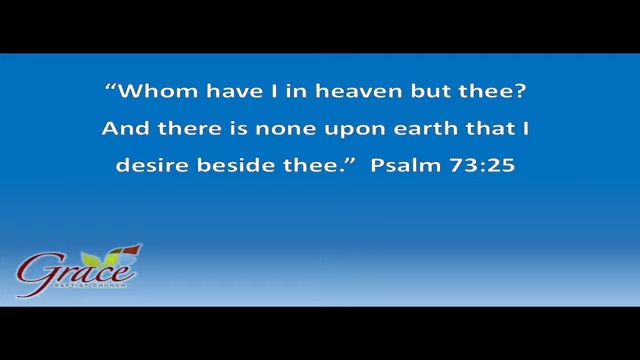 “Whom have I in heaven but thee?
And there is none upon earth that I
desire beside thee.” Psalm 73:25
Grace
BAPTIST CHURCH